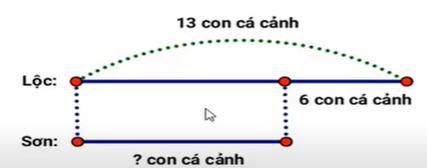 13 con cá cảnh
Lộc:
6 con cá cảnh
Sơn:
? con cá cảnh